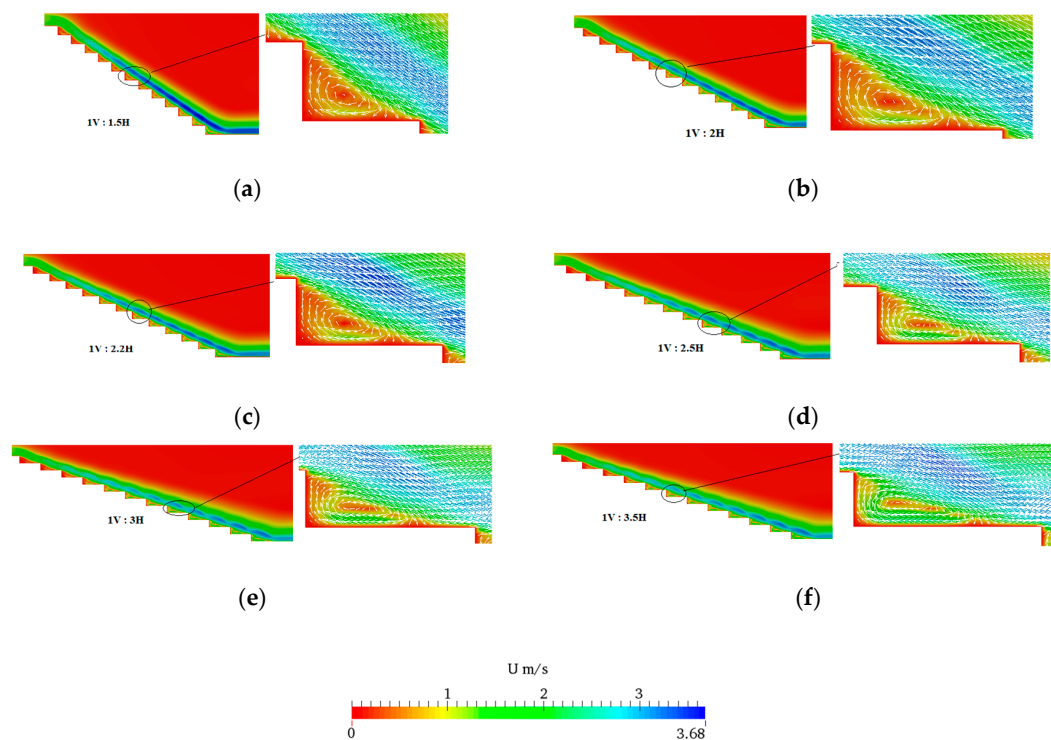 1V : 1.5H
1V : 2H
(a)
(b)
1V : 2.2H
1V : 2.5H
(c)
(d)
1V : 3H
1V : 3.5H
(e)
(f)
U m/s
1 2 3
0 3.68